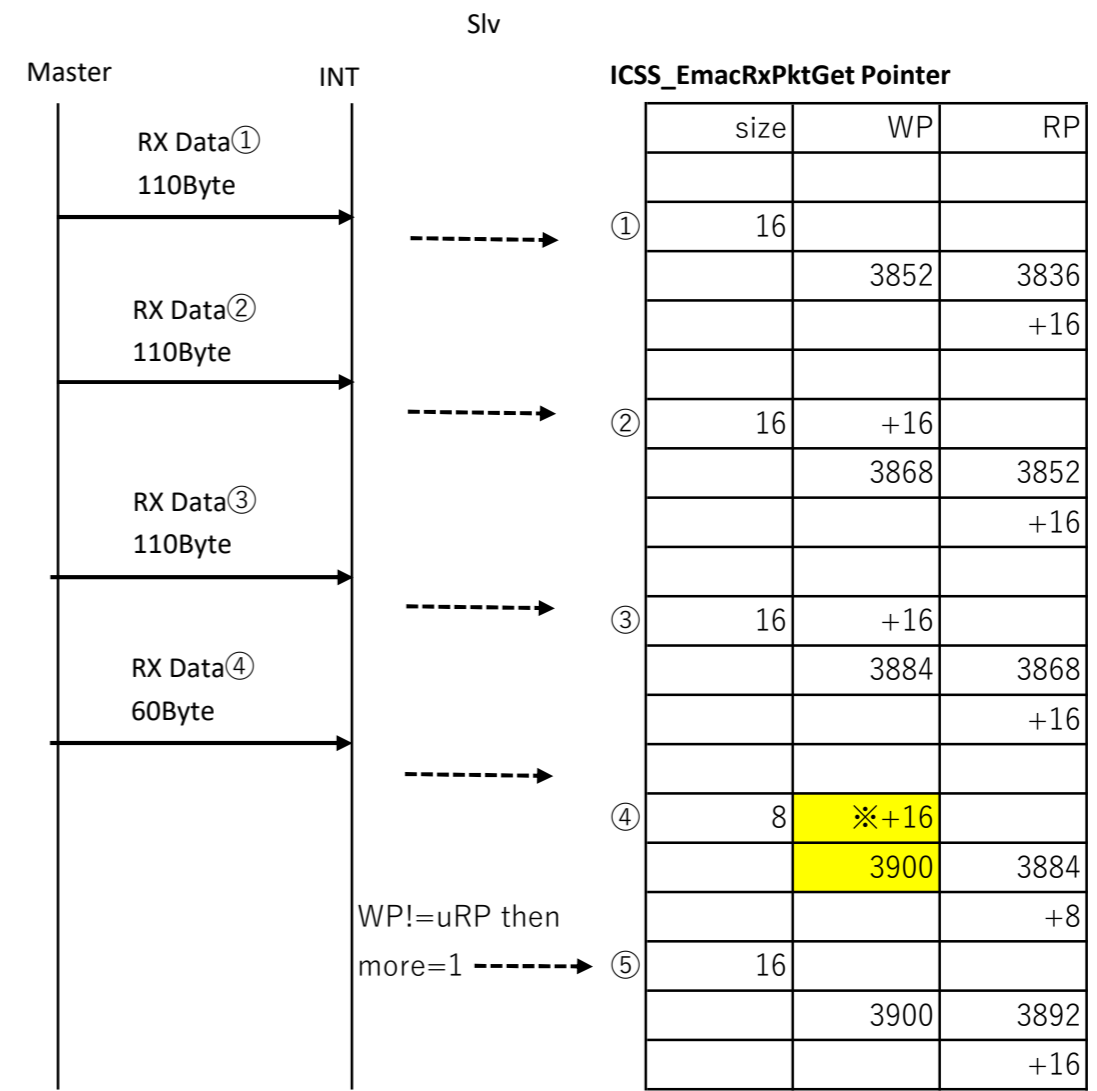 Slv
Master
INT
ICSS_EmacRxPktGet Pointer
size WP RP
RX Data①
110Byte
① 16
3852 3836
+16
RX Data②
110Byte
② 16 +16
3868 3852
+16
RX Data③
110Byte
③ 16 +16
3884 3868
+16
RX Data④
60Byte
④ 8 ※+16
3900 3884
+8
WP!=uRP then
more=1
⑤ 16
3900 3892
+16